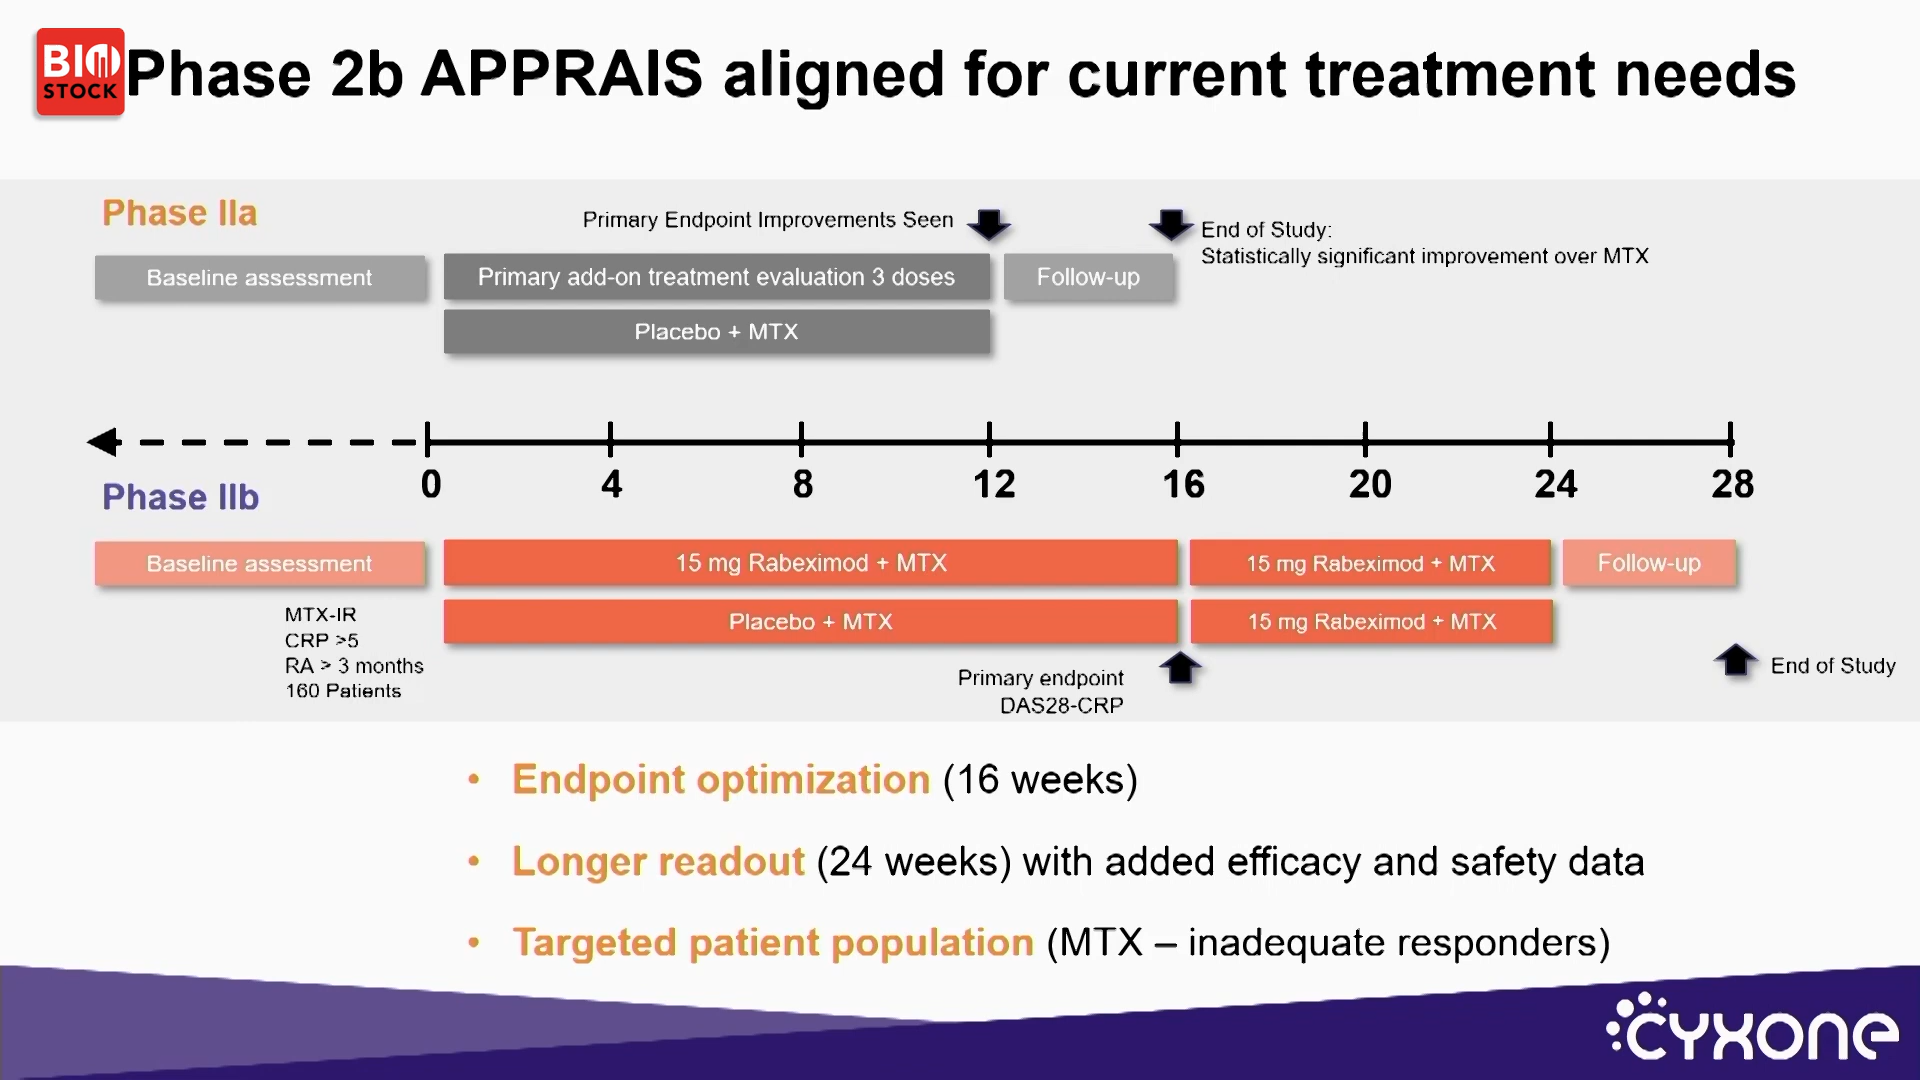 BIO
STOCK
Phase 2b APPRAIS aligned for current treatment needs
Phase IIa
Primary Endpoint Improvements Seen
End of Study:
Statistically significant improvement over MTX
Baseline assessment
Primary add-on treatment evaluation 3 doses
Follow-up
Placebo + MTX
0 4 8 12 16 20 24 28
Phase IIb
Baseline assessment
15 mg Rabeximod + MTX
15 mg Rabeximod + MTX
Follow-up
Placebo + MTX
15 mg Rabeximod + MTX
MTX-IR
CRP >5
RA > 3 months
160 Patients
Primary endpoint
DAS28-CRP
End of Study
• Endpoint optimization (16 weeks)
• Longer readout (24 weeks) with added efficacy and safety data
• Targeted patient population (MTX – inadequate responders)
CYXONE